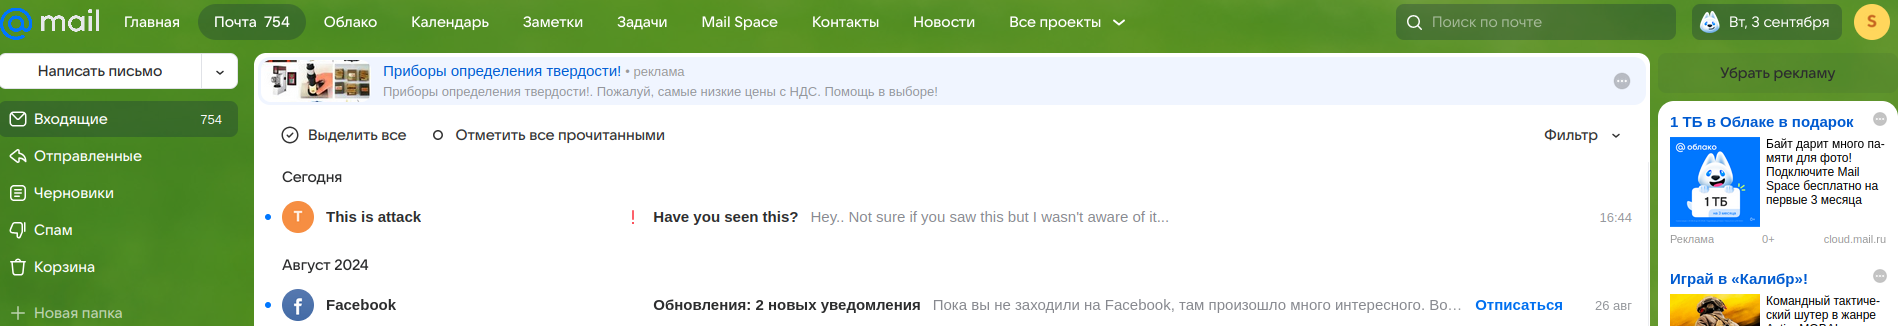 @mail Главная Почта 754 Облако Календарь Заметки Задачи Mail Space Контакты Новости Все проекты Поиск по почте Вт, 3 сентября S
Написать письмо
Входящие 754
Отправленные
Черновики
Спам
Корзина
Новая папка
Приборы определения твердости! • реклама
Приборы определения твердости!. Пожалуй, самые низкие цены с НДС. Помощь в выборе!
Выделить все Отметить все прочитанными Фильтр
Сегодня
T This is attack ! Have you seen this? Hey.. Not sure if you saw this but I wasn't aware of it... 16:44
Август 2024
f Facebook Обновления: 2 новых уведомления Пока вы не заходили на Facebook, там произошло много интересного. Во... Отписаться 26 авг
Убрать рекламу
1 ТБ в Облаке в подарок
@ облако
1 ТБ
Байт дарит много па-
мяти для фото!
Подключите Mail
Space бесплатно на
первые 3 месяца
Реклама 0+ cloud.mail.ru
Играй в «Калибр»!
Командный тактиче-
ский шутер в жанре